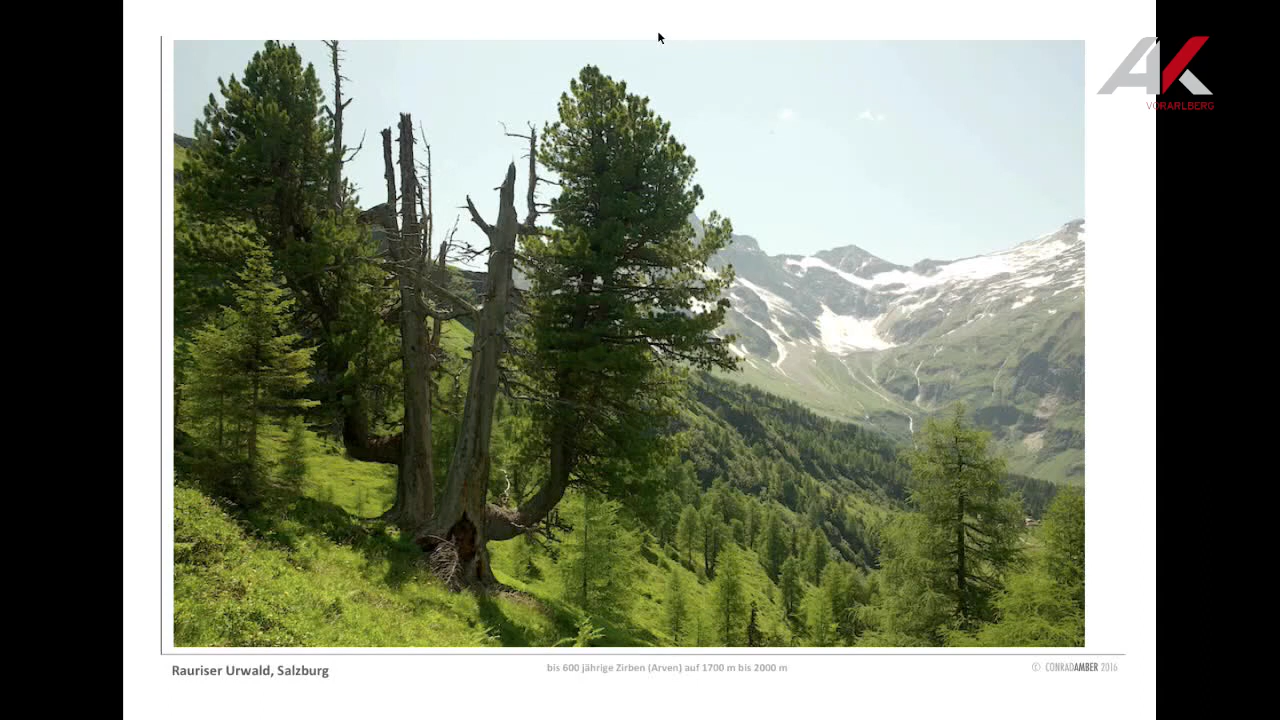 AK
VORARLBERG
Rauriser Urwald, Salzburg
bis 600 jährige Zirben (Arven) auf 1700 m bis 2000 m
© CONRADAMBER 2016